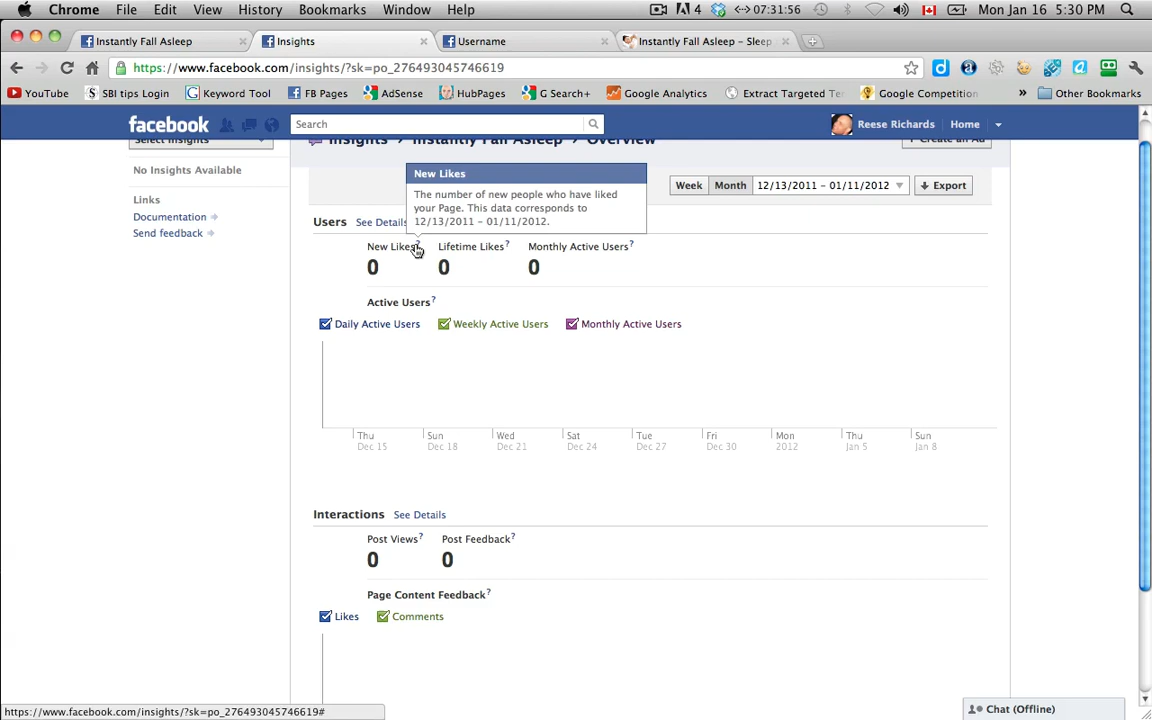 Chrome File Edit View History Bookmarks Window Help 4 07:31:56 Mon Jan 16 5:30 PM
Instantly Fall Asleep Insights Username Instantly Fall Asleep – Sleep
https://www.facebook.com/insights/?sk=po_276493045746619
YouTube SBI tips Login Keyword Tool FB Pages AdSense HubPages G Search+ Google Analytics Extract Targeted Te Google Competition » Other Bookmarks
facebook Search Reese Richards Home
Select Insights Insights › Instantly Fall Asleep › Overview + Create an Ad
No Insights Available
Links
Documentation
Send feedback
New Likes
The number of new people who have liked
your Page. This data corresponds to
12/13/2011 – 01/11/2012.
Week Month 12/13/2011 – 01/11/2012 Export
Users See Details
New Likes? Lifetime Likes? Monthly Active Users?
0 0 0
Active Users?
Daily Active Users Weekly Active Users Monthly Active Users
Thu Sun Wed Sat Tue Fri Mon Thu Sun
Dec 15 Dec 18 Dec 21 Dec 24 Dec 27 Dec 30 2012 Jan 5 Jan 8
Interactions See Details
Post Views? Post Feedback?
0 0
Page Content Feedback?
Likes Comments
https://www.facebook.com/insights/?sk=po_276493045746619#
Chat (Offline)